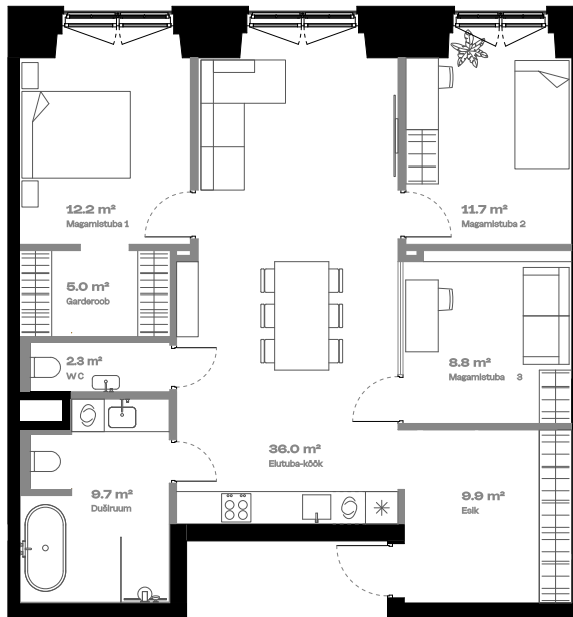 12.2 m²
Magamistuba 1
11.7 m²
Magamistuba 2
5.0 m²
Garderoob
8.8 m²
Magamistuba 3
2.3 m²
WC
36.0 m²
Elutuba-köök
9.7 m²
Duširuum
9.9 m²
Esik